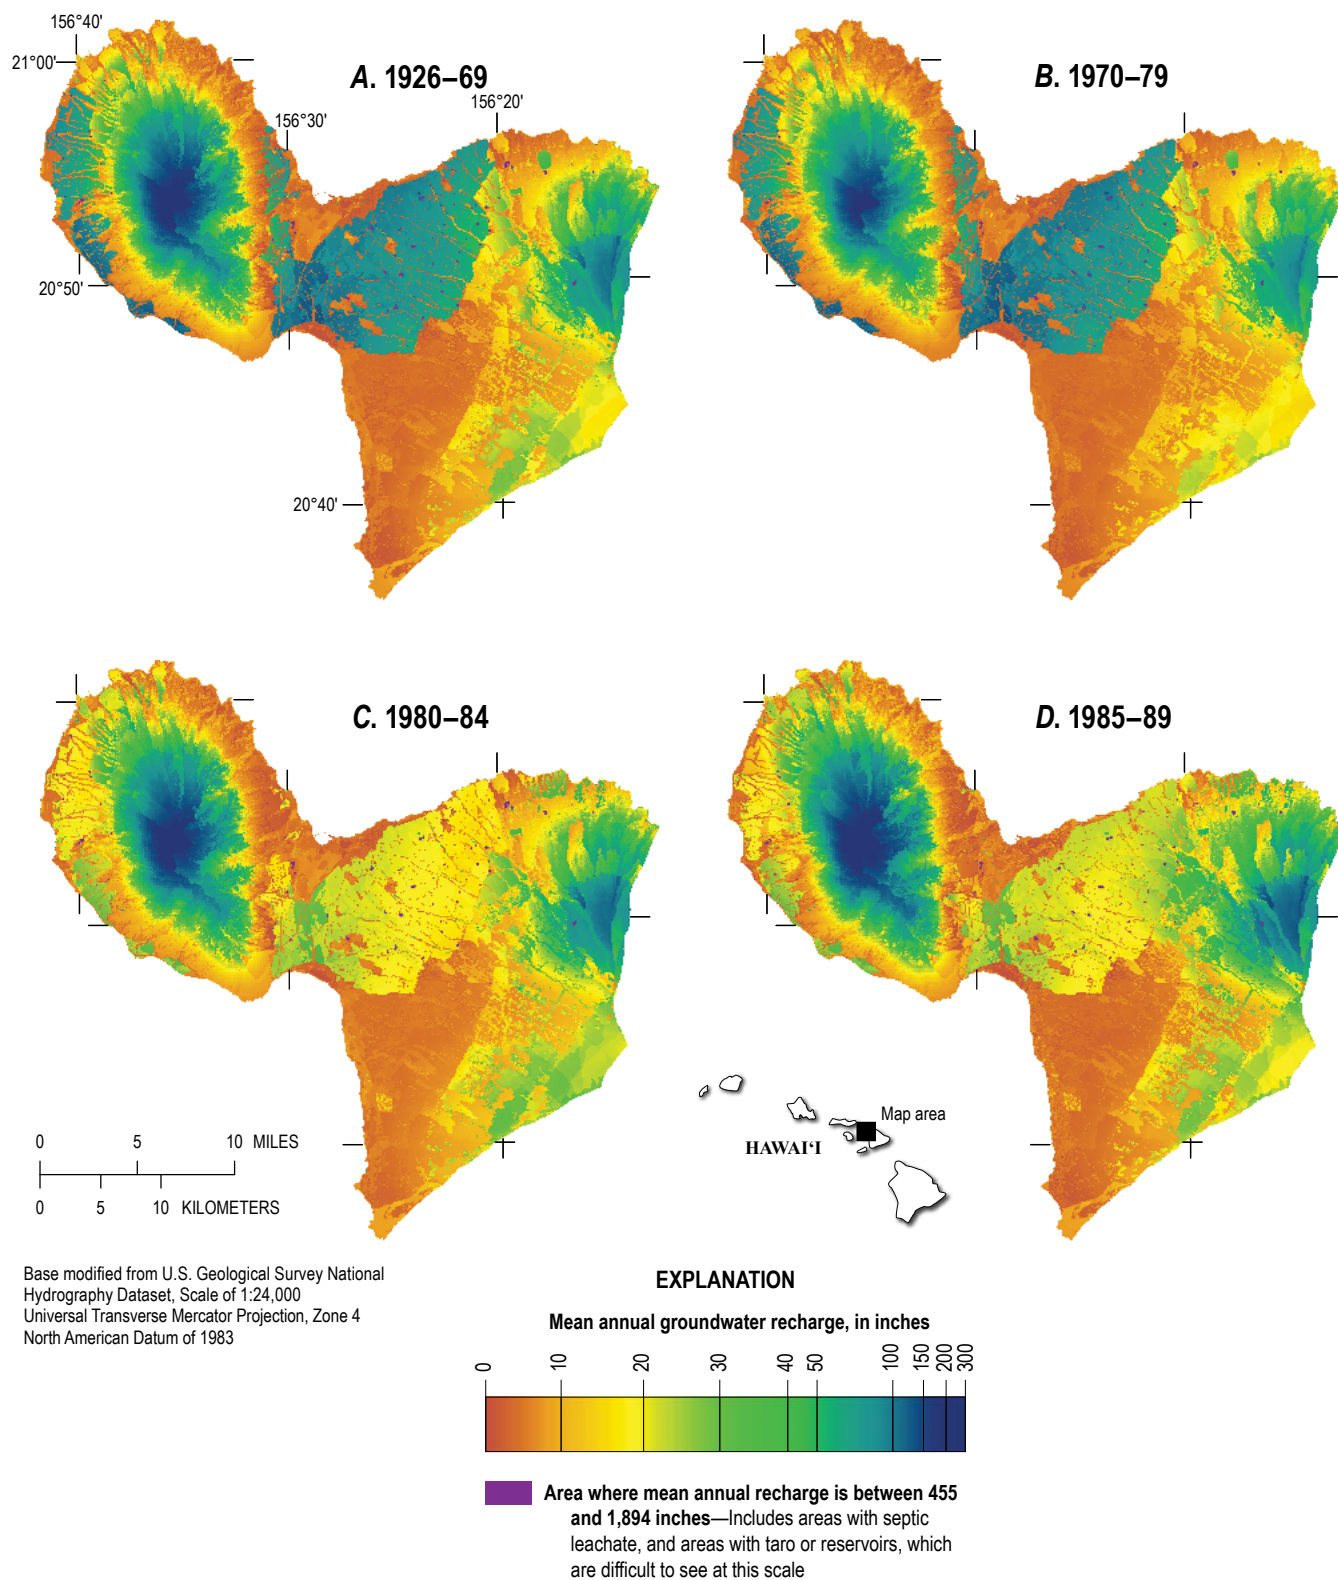 156°40'
21°00'
A. 1926–69
156°20'
156°30'
20°50'
20°40'
B. 1970–79
C. 1980–84
D. 1985–89
0 5 10 MILES
0 5 10 KILOMETERS
Map area
HAWAI‘I
Base modified from U.S. Geological Survey National
Hydrography Dataset, Scale of 1:24,000
Universal Transverse Mercator Projection, Zone 4
North American Datum of 1983
EXPLANATION
Mean annual groundwater recharge, in inches
0 10 20 30 40 50 100 150 200 300
Area where mean annual recharge is between 455
and 1,894 inches—Includes areas with septic
leachate, and areas with taro or reservoirs, which
are difficult to see at this scale